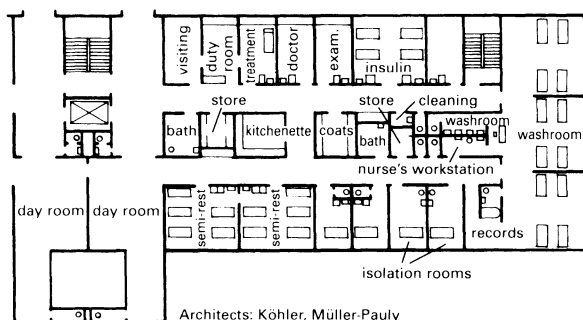 visiting
duty
room
treatment
doctor
exam.
insulin
store
store
cleaning
bath
kitchenette
coats
bath
washroom
washroom
nurse's workstation
day room
day room
semi-rest
semi-rest
records
isolation rooms
Architects: Köhler, Müller-Pauly